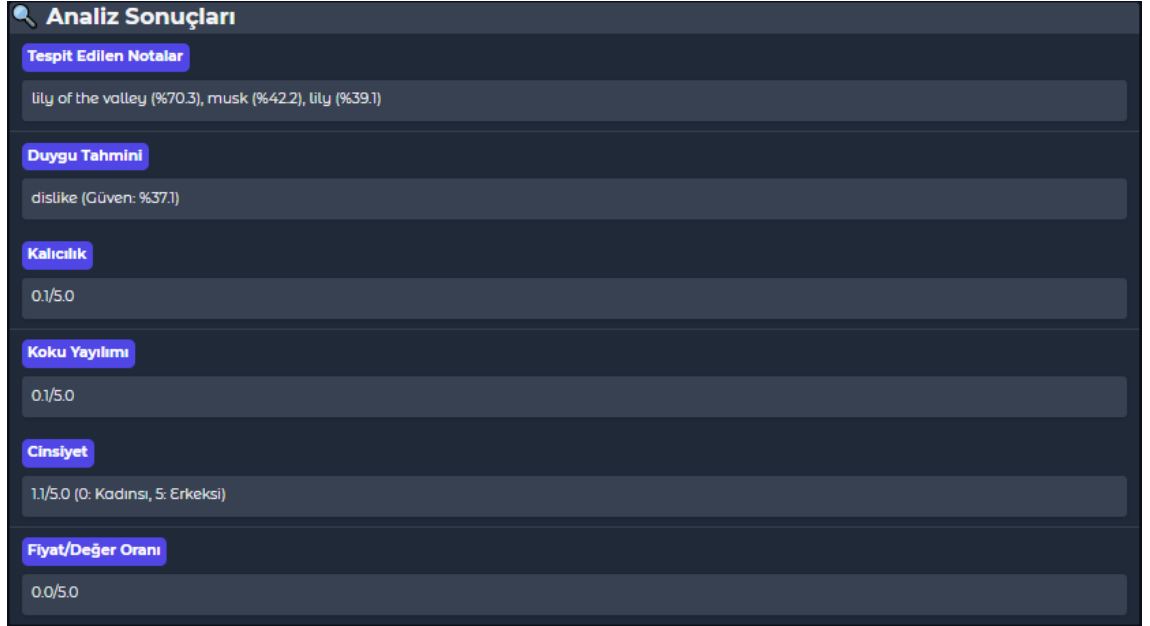 Analiz Sonuçları
Tespit Edilen Notalar
lily of the valley (%70.3), musk (%42.2), lily (%39.1)
Duygu Tahmini
dislike (Güven: %37.1)
Kalıcılık
0.1/5.0
Koku Yayılımı
0.1/5.0
Cinsiyet
1.1/5.0 (0: Kadınsı, 5: Erkeksi)
Fiyat/Değer Oranı
0.0/5.0